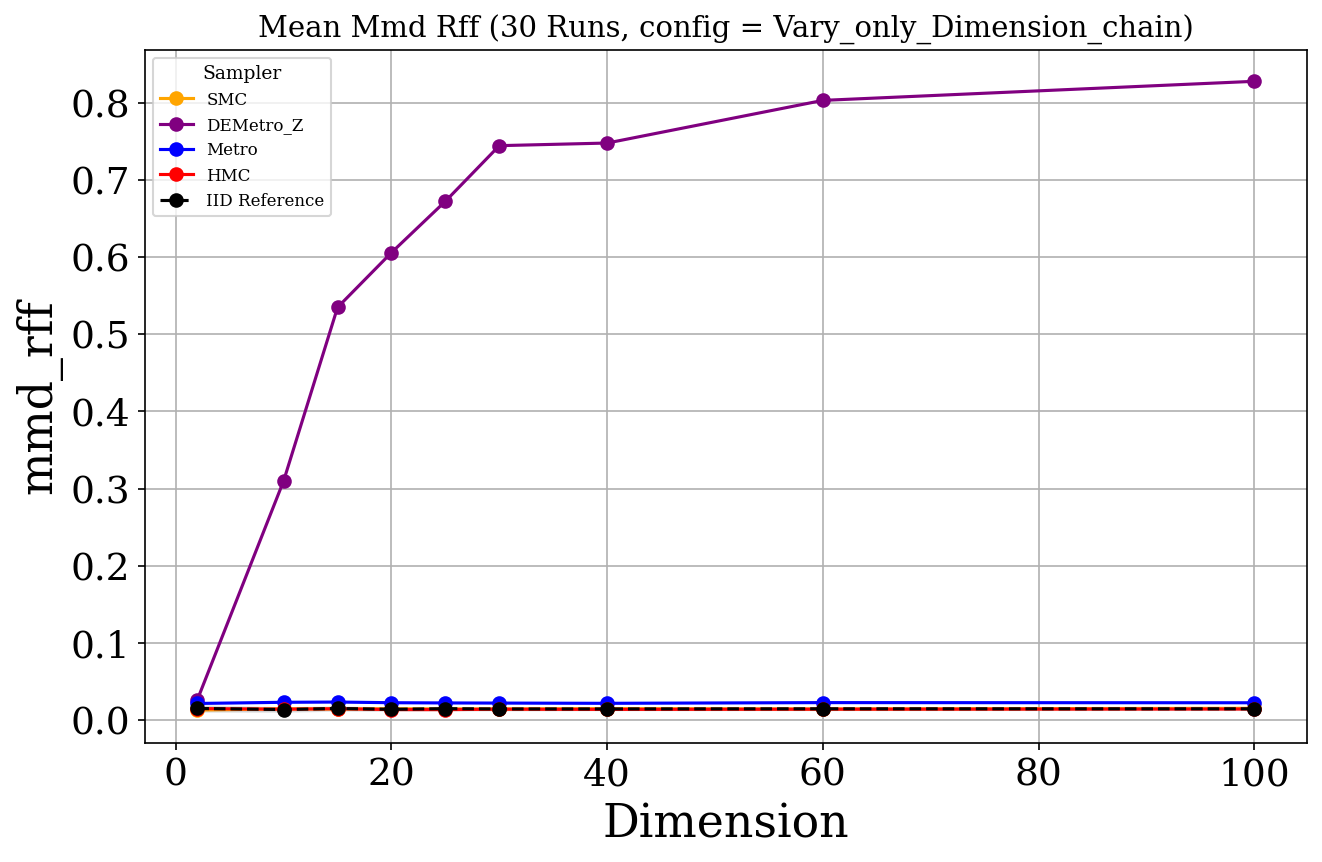 Mean Mmd Rff (30 Runs, config = Vary_only_Dimension_chain)
Sampler
SMC
DEMetro_Z
Metro
HMC
IID Reference
mmd_rff
0.8
0.7
0.6
0.5
0.4
0.3
0.2
0.1
0.0
0 20 40 60 80 100
Dimension